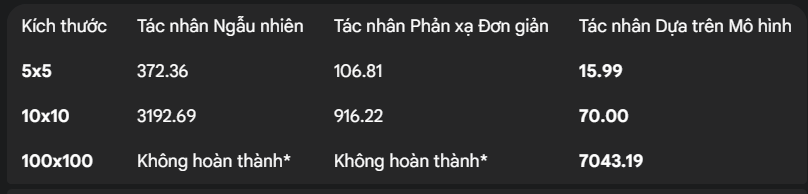 Kích thước Tác nhân Ngẫu nhiên Tác nhân Phản xạ Đơn giản Tác nhân Dựa trên Mô hình
5x5 372.36 106.81 15.99
10x10 3192.69 916.22 70.00
100x100 Không hoàn thành* Không hoàn thành* 7043.19